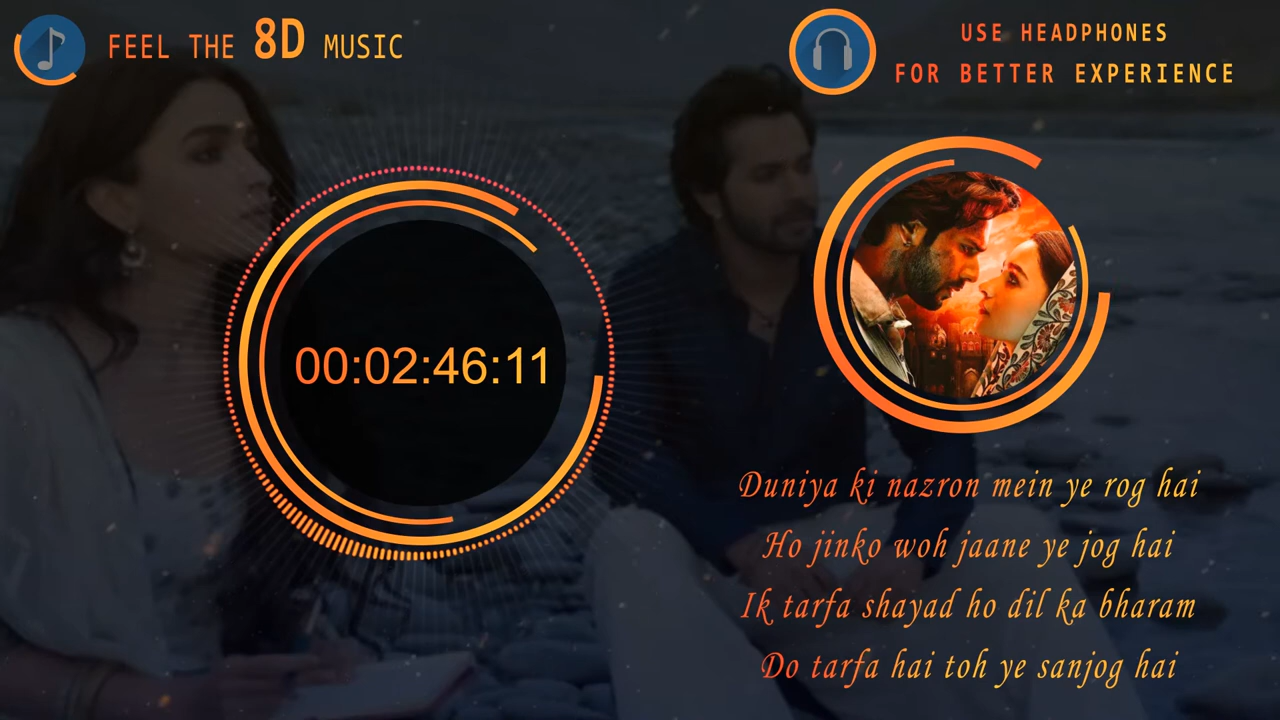 FEEL THE 8D MUSIC
USE HEADPHONES
FOR BETTER EXPERIENCE
00:02:46:11
Duniya ki nazron mein ye rog hai
Ho jinko woh jaane ye jog hai
Ik tarfa shayad ho dil ka bharam
Do tarfa hai toh ye sanjog hai